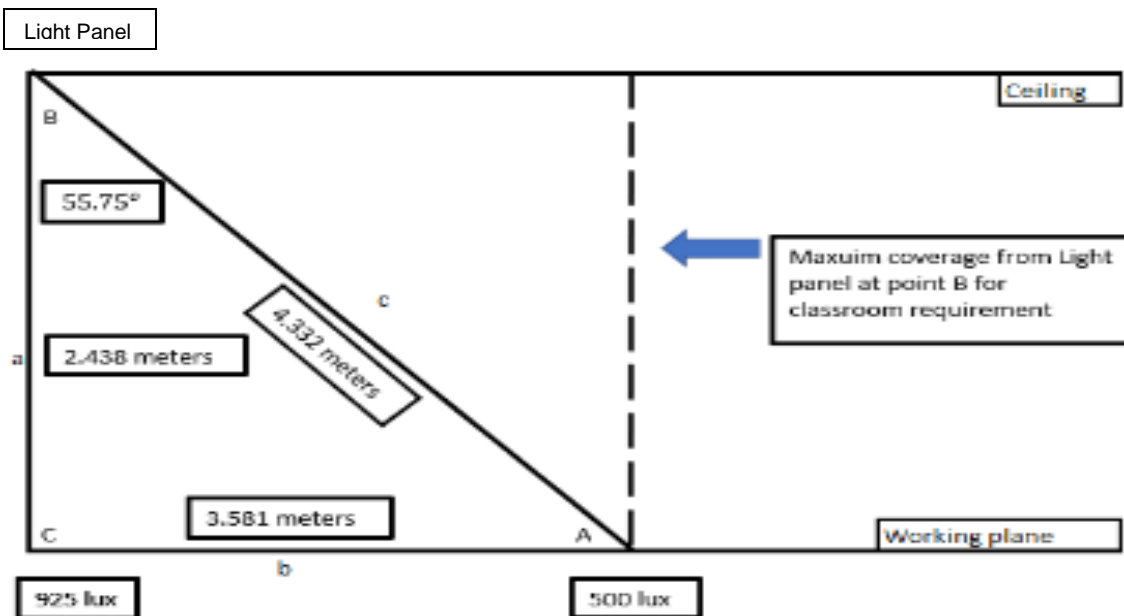 Light Panel
Ceiling
B
55.75°
Maxuim coverage from Light
panel at point B for
classroom requirement
c
4.332 meters
a
2.438 meters
3.581 meters
C
A
Working plane
b
925 lux
500 lux